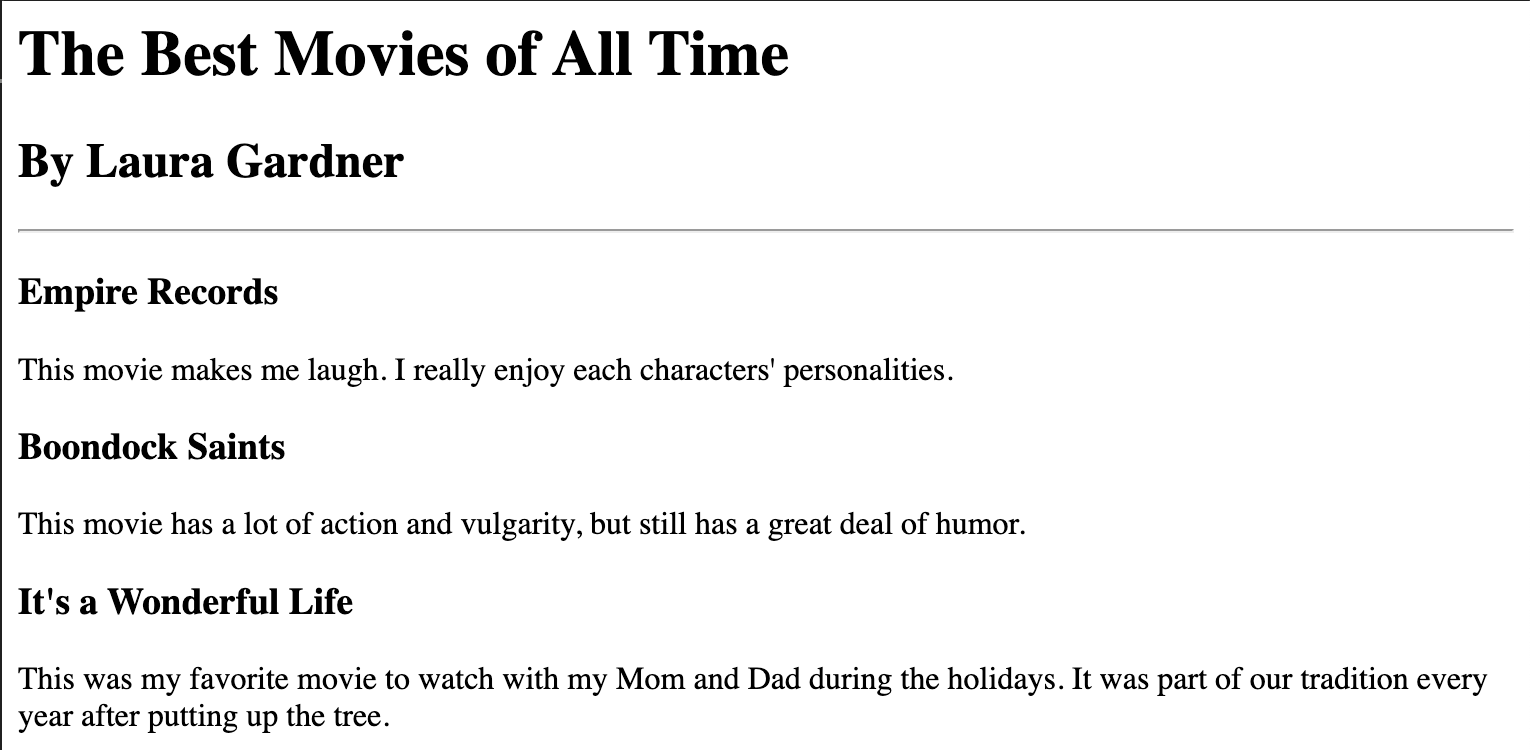 The Best Movies of All Time
By Laura Gardner
Empire Records
This movie makes me laugh. I really enjoy each characters' personalities.
Boondock Saints
This movie has a lot of action and vulgarity, but still has a great deal of humor.
It's a Wonderful Life
This was my favorite movie to watch with my Mom and Dad during the holidays. It was part of our tradition every
year after putting up the tree.